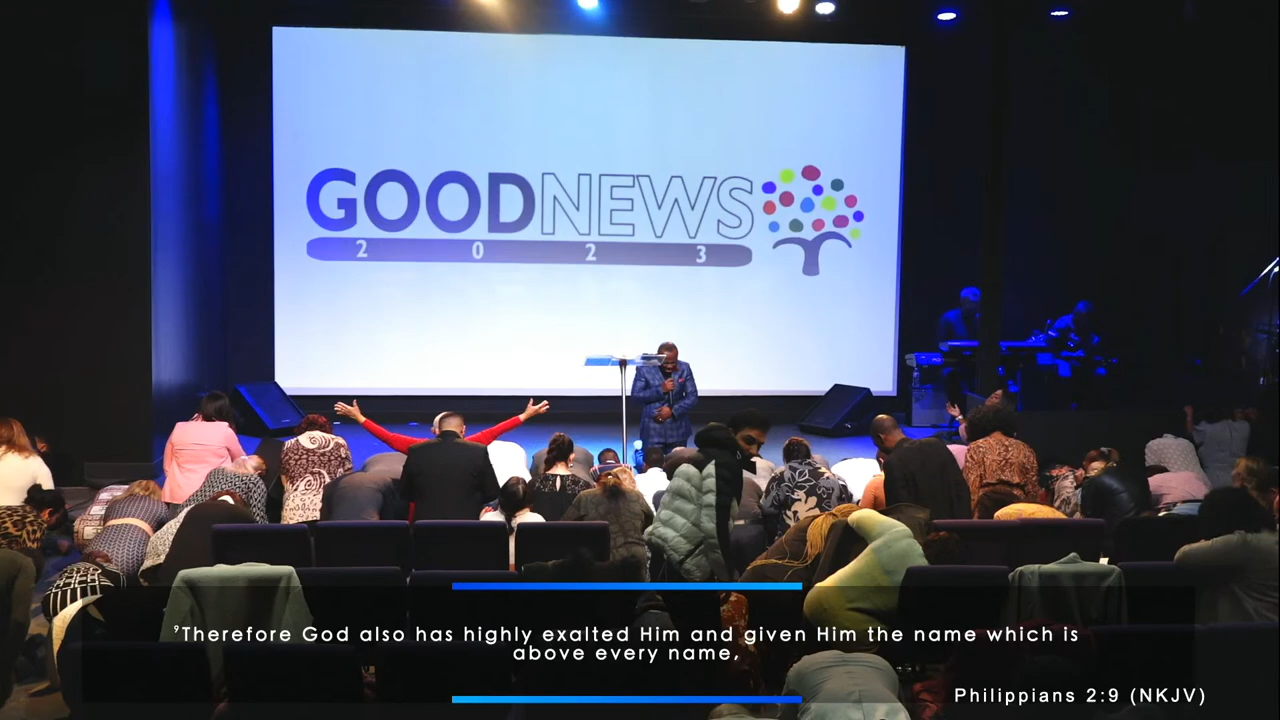 GOODNEWS
2 0 2 3
⁹Therefore God also has highly exalted Him and given Him the name which is
above every name,
Philippians 2:9 (NKJV)